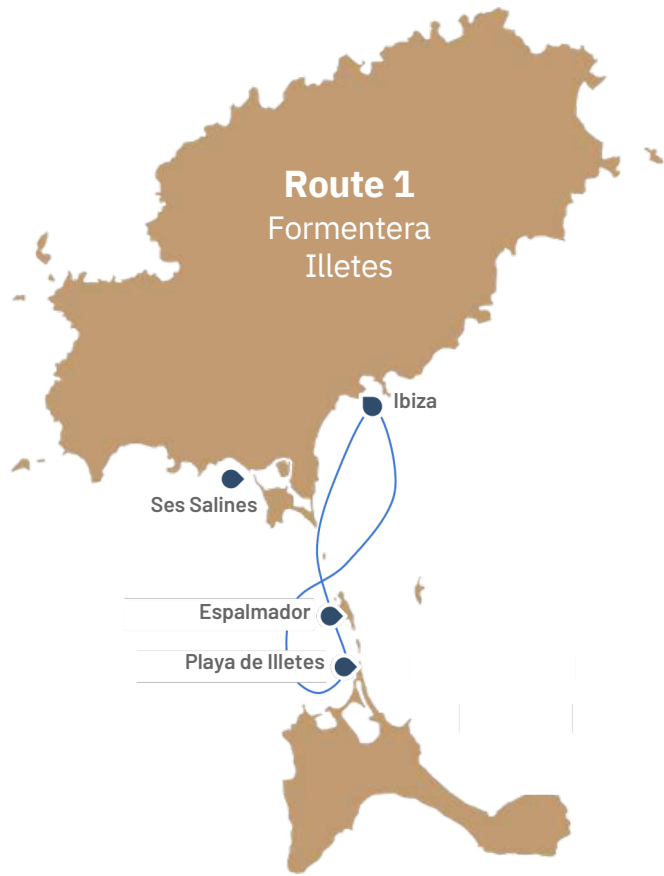 Route 1
Formentera
Illetes
Ibiza
Ses Salines
Espalmador
Playa de Illetes